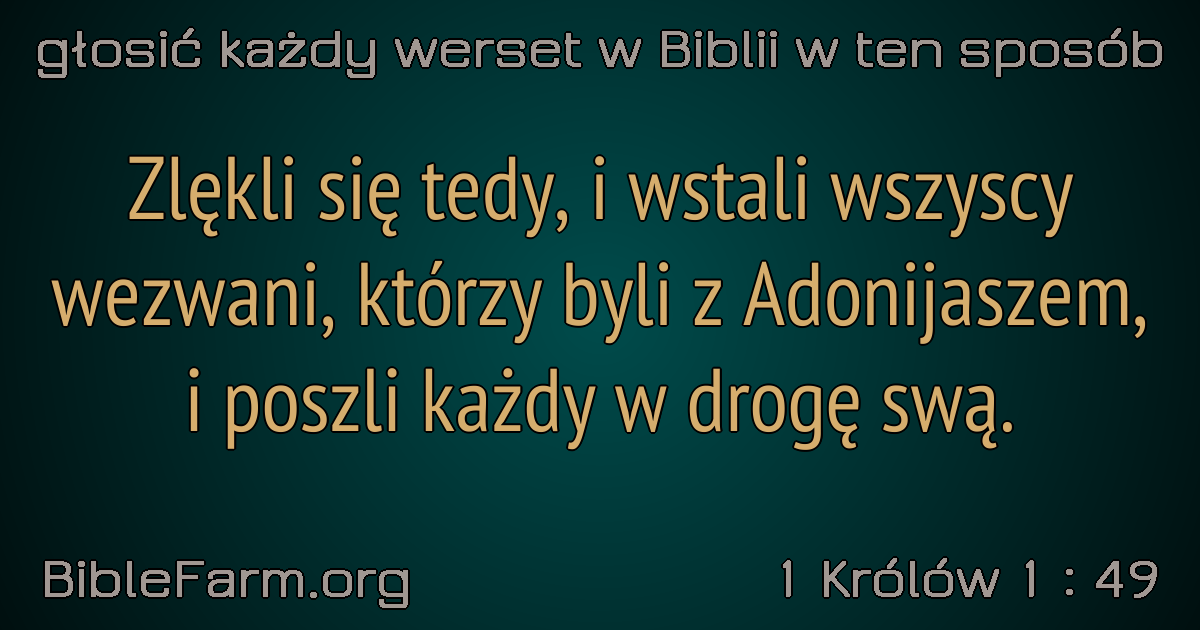 głosić każdy werset w Biblii w ten sposób
Zlękli się tedy, i wstali wszyscy
wezwani, którzy byli z Adonijaszem,
i poszli każdy w drogę swą.
BibleFarm.org
1 Królów 1 : 49